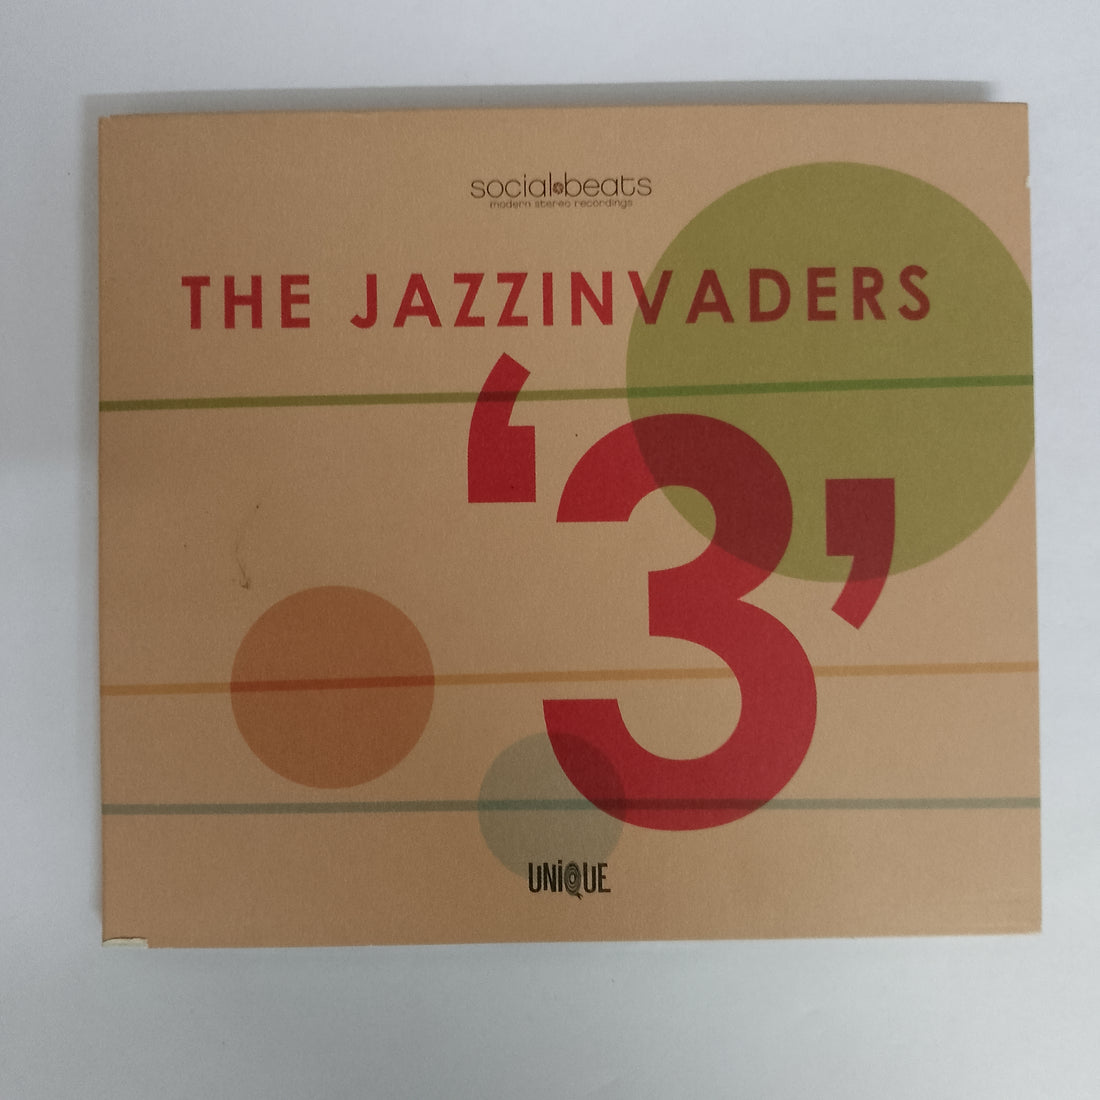 social beats
modern stereo recordings
THE JAZZINVADERS
‘3’
UNiQUE